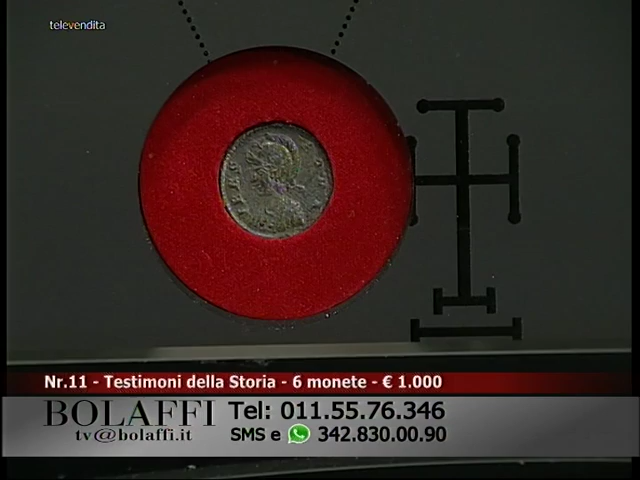 televendita
Nr.11 - Testimoni della Storia - 6 monete - € 1.000
BOLAFFI
tv@bolaffi.it
Tel: 011.55.76.346
SMS e 342.830.00.90